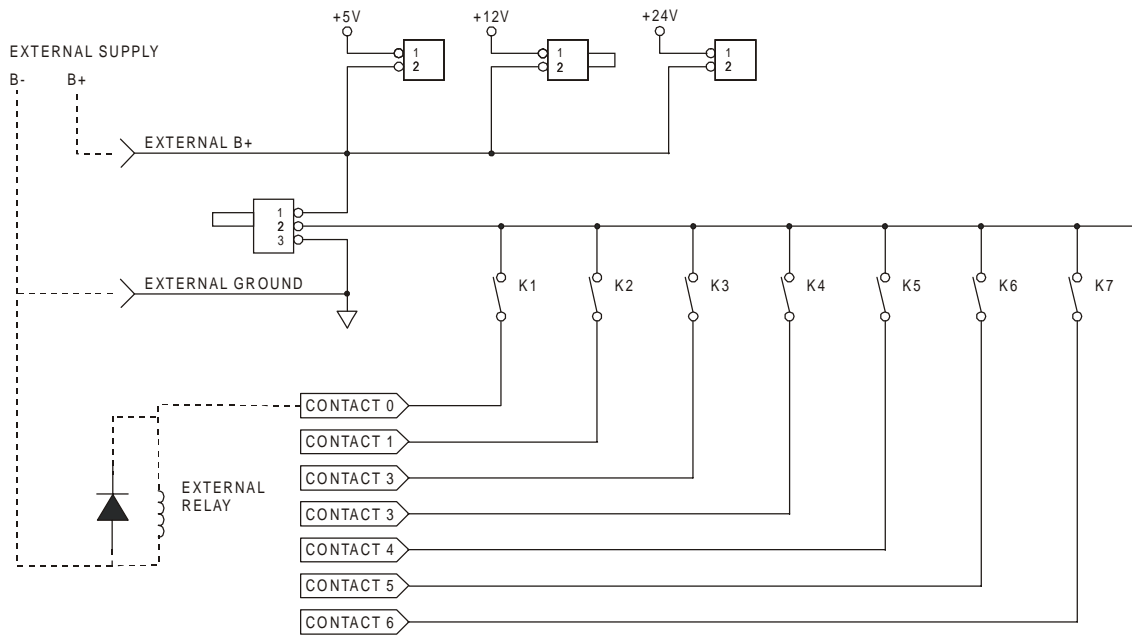 +5V
+12V
+24V
EXTERNAL SUPPLY
B-
B+
1
2
1
2
1
2
EXTERNAL B+
1
2
3
EXTERNAL GROUND
K1
K2
K3
K4
K5
K6
K7
CONTACT 0
CONTACT 1
CONTACT 3
CONTACT 3
CONTACT 4
CONTACT 5
CONTACT 6
EXTERNAL
RELAY